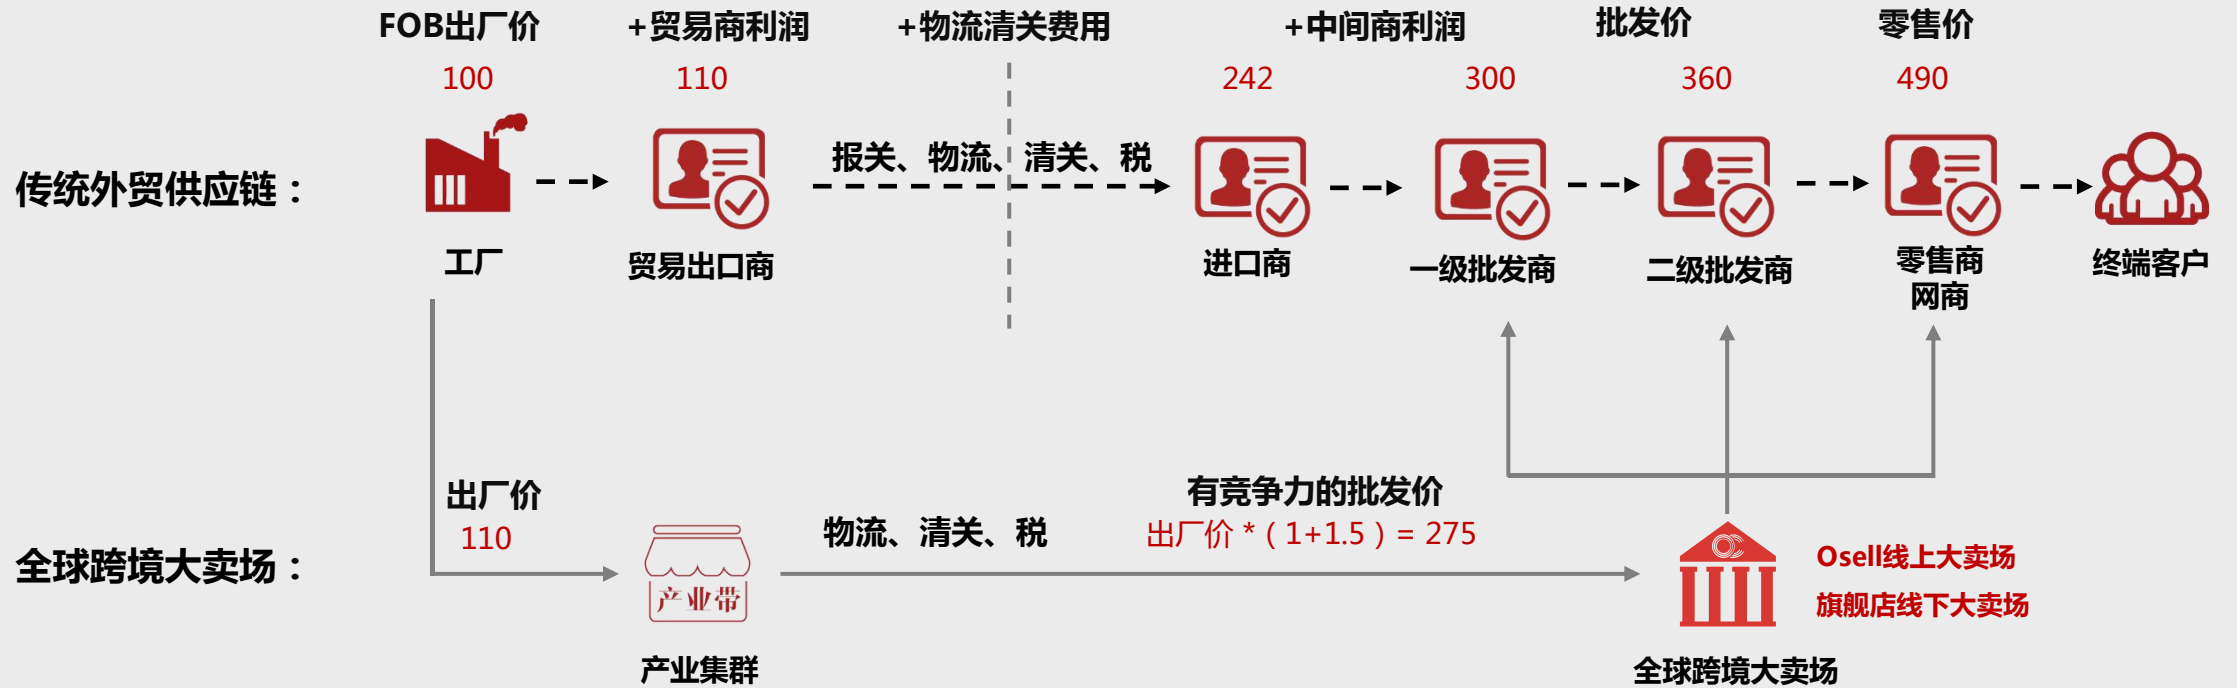 FOB出厂价 +贸易商利润 +物流清关费用 +中间商利润 批发价 零售价
100 110 242 300 360 490
报关、物流、清关、税
传统外贸供应链：
工厂 贸易出口商 进口商 一级批发商 二级批发商 零售商 终端客户
网商
出厂价 有竞争力的批发价
110 物流、清关、税 出厂价 *（1+1.5）= 275
全球跨境大卖场：
Osell线上大卖场
产业带 旗舰店线下大卖场
产业集群 全球跨境大卖场